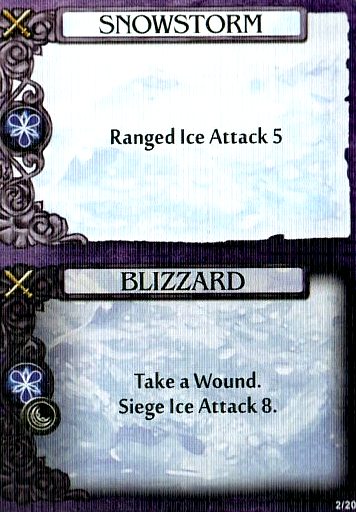 SNOWSTORM
Ranged Ice Attack 5
BLIZZARD
Take a Wound.
Siege Ice Attack 8.
2/20